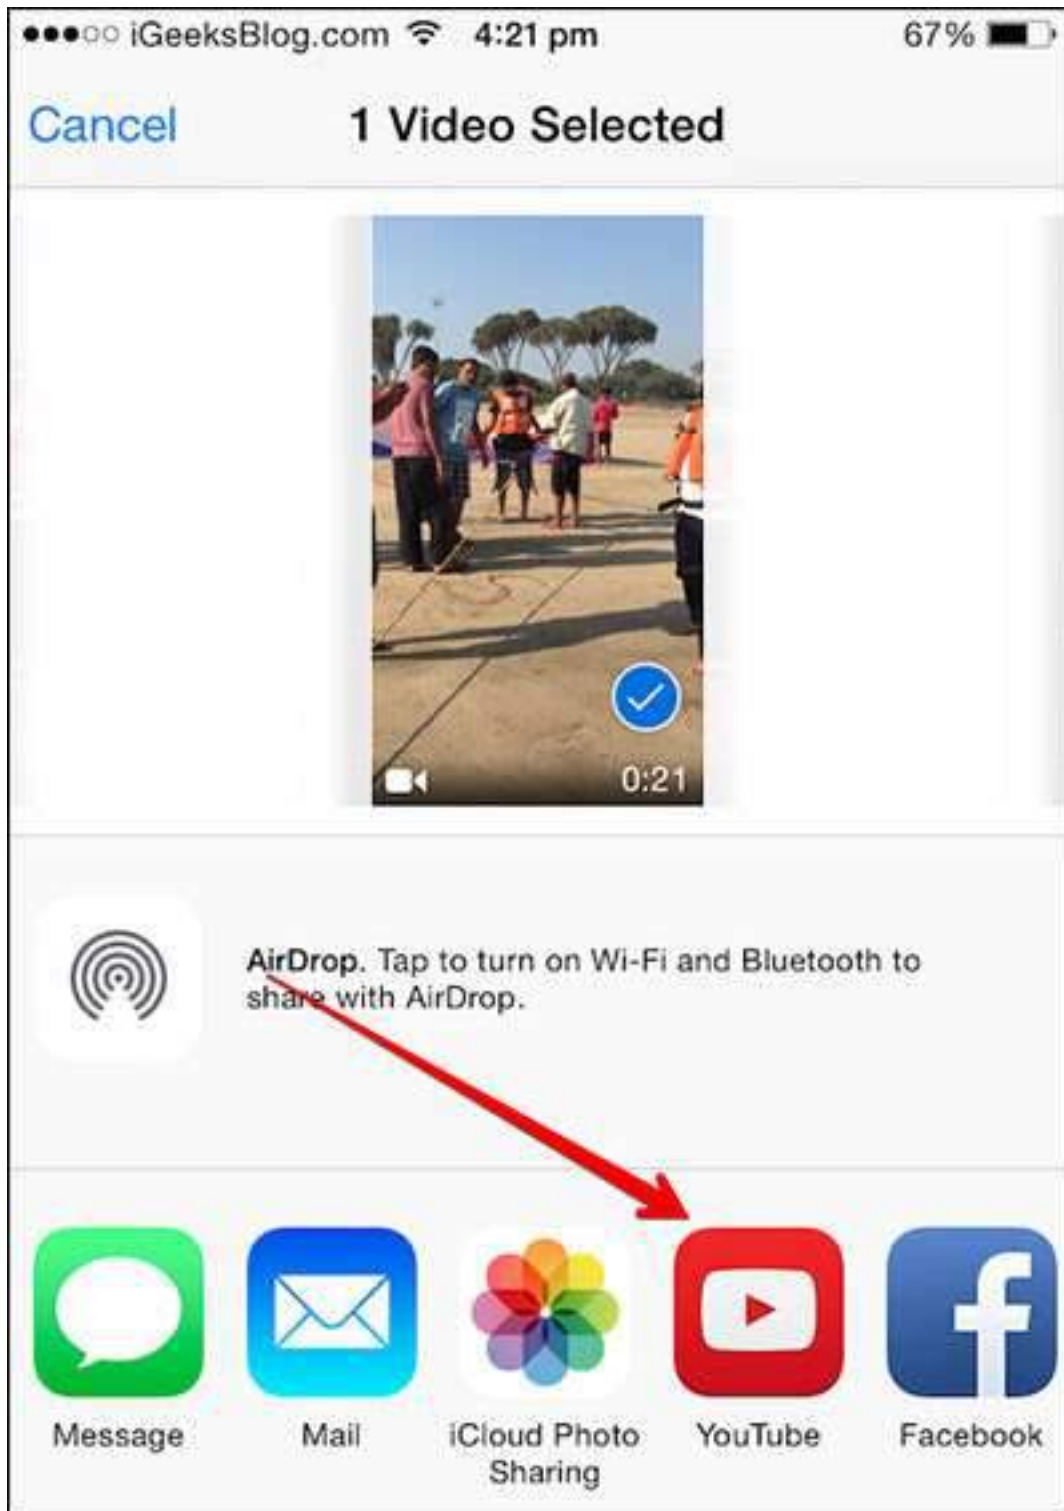 iGeeksBlog.com 4:21 pm 67%
Cancel 1 Video Selected
0:21
AirDrop. Tap to turn on Wi-Fi and Bluetooth to
share with AirDrop.
Message Mail iCloud Photo YouTube Facebook
Sharing